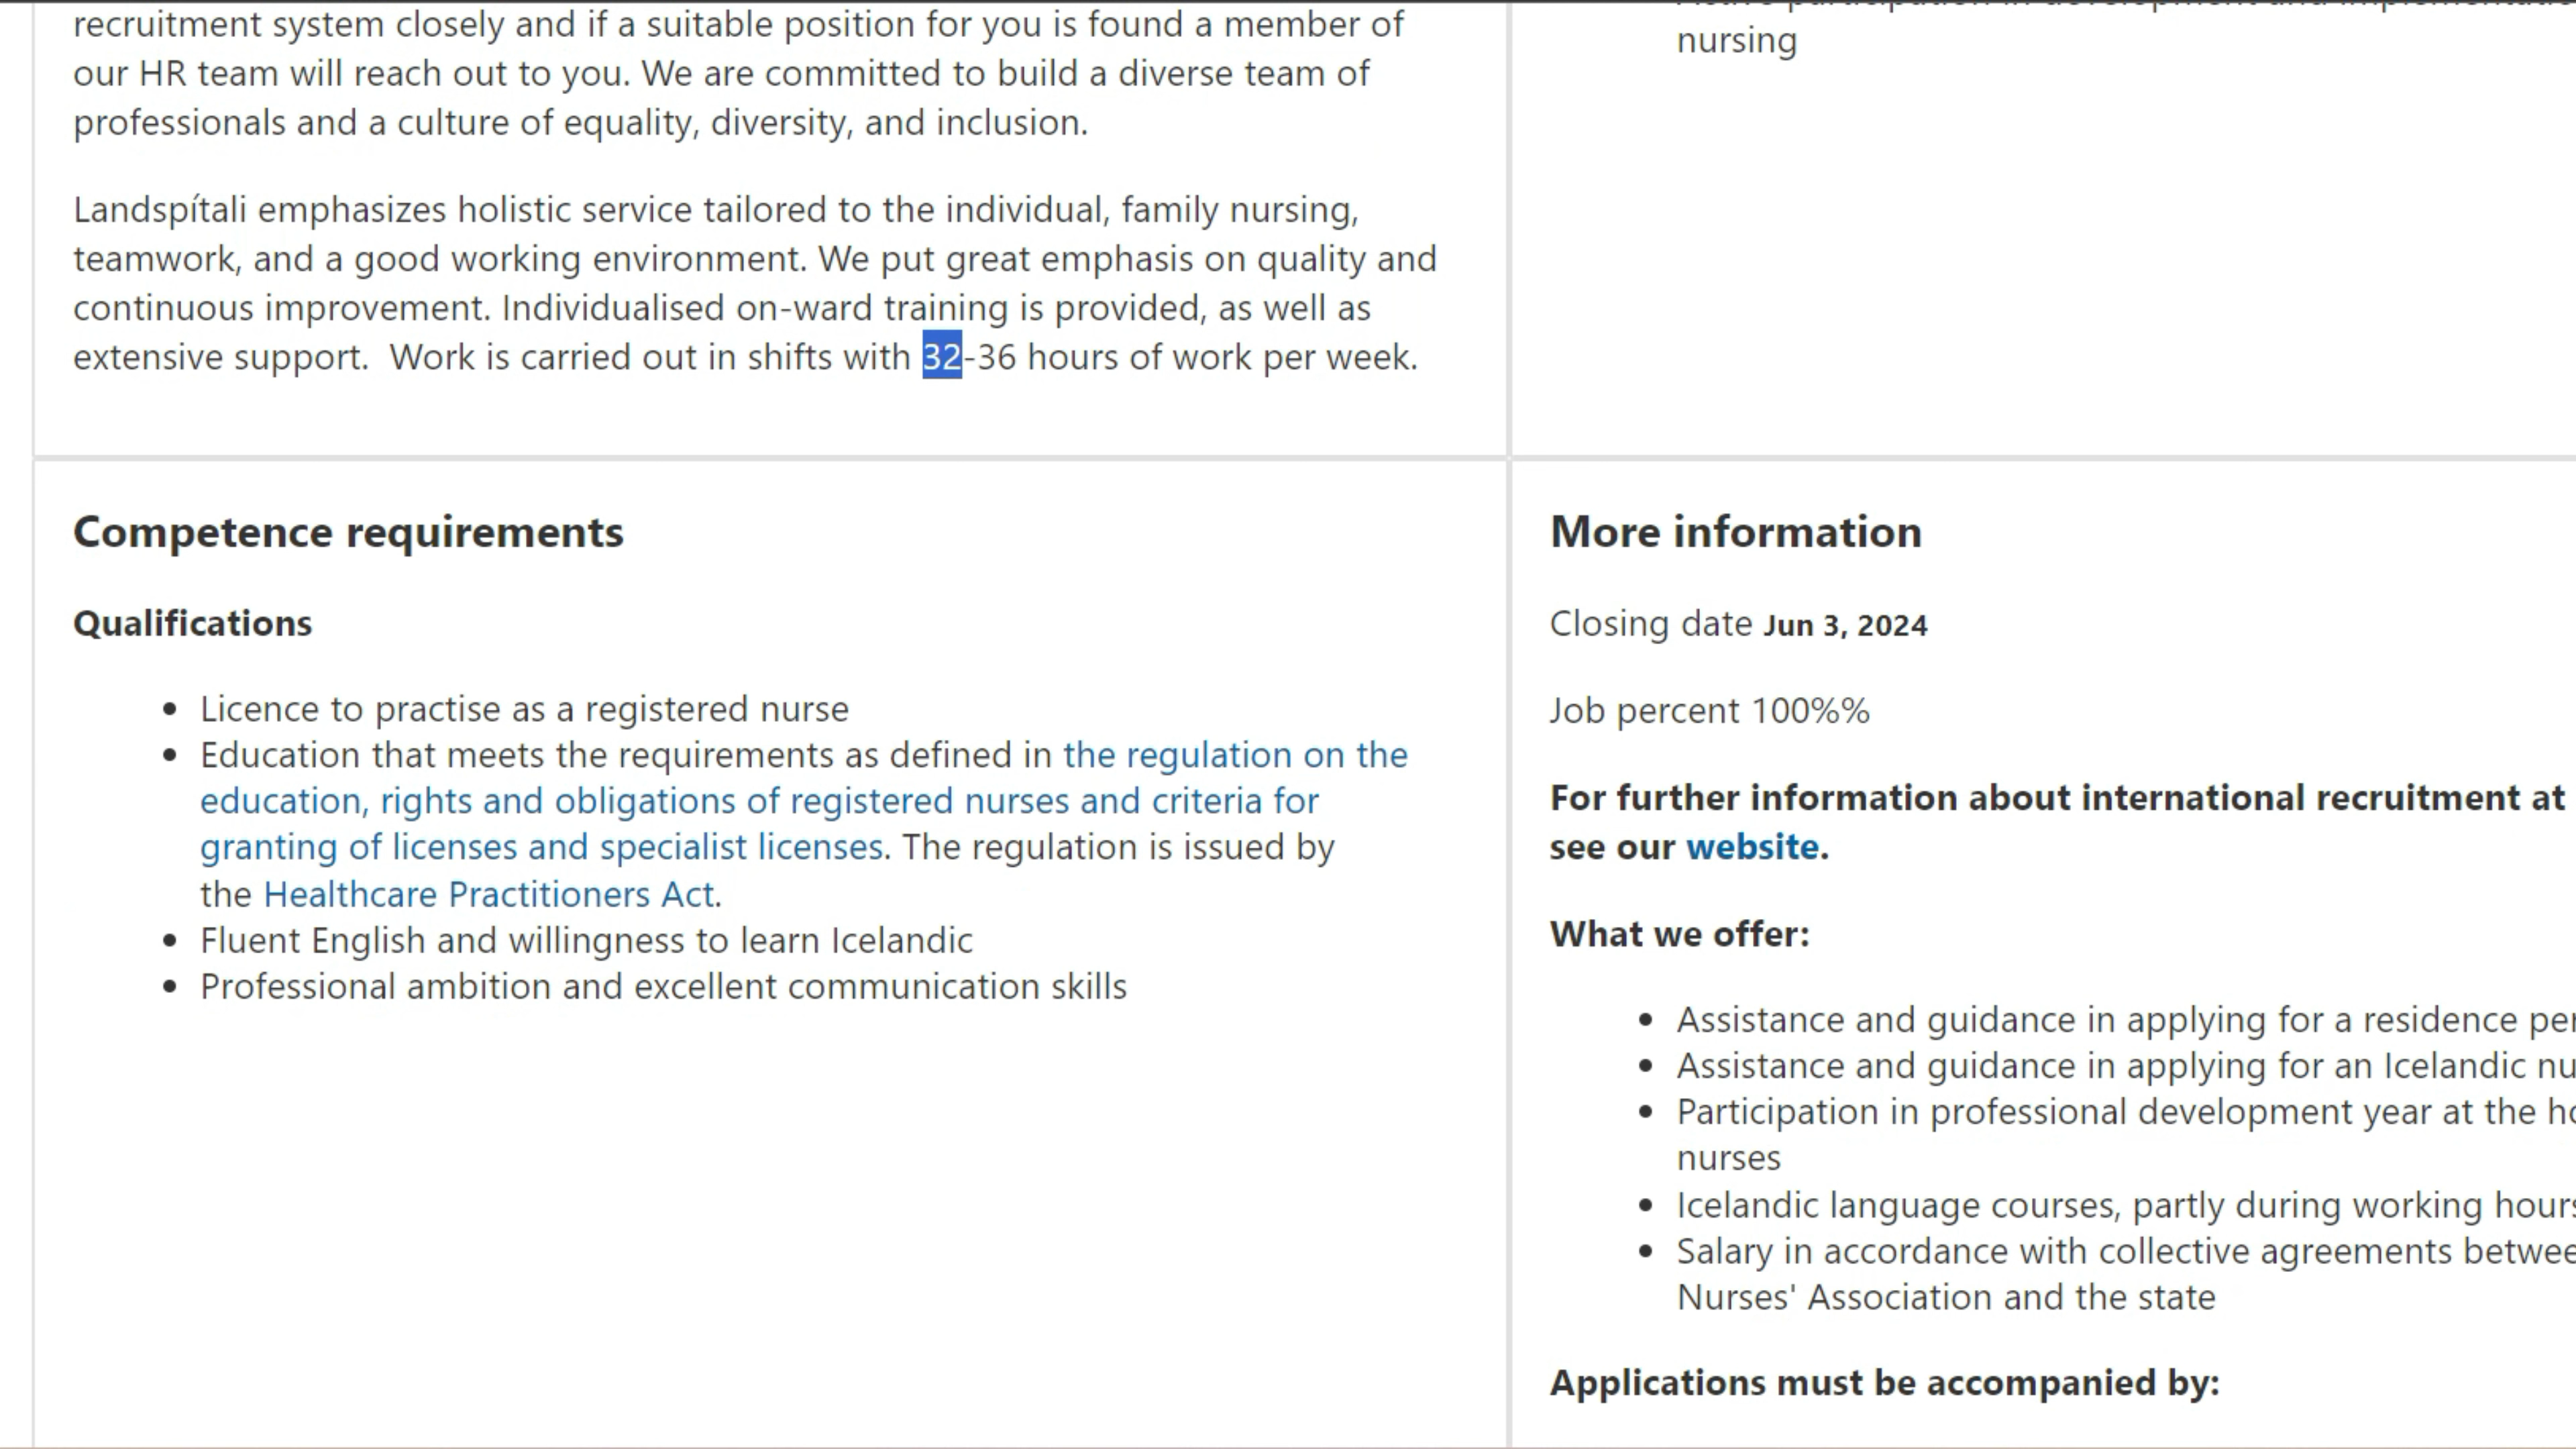 recruitment system closely and if a suitable position for you is found a member of
our HR team will reach out to you. We are committed to build a diverse team of
professionals and a culture of equality, diversity, and inclusion.
Landspítali emphasizes holistic service tailored to the individual, family nursing,
teamwork, and a good working environment. We put great emphasis on quality and
continuous improvement. Individualised on-ward training is provided, as well as
extensive support.  Work is carried out in shifts with 32-36 hours of work per week.
nursing
Competence requirements
Qualifications
• Licence to practise as a registered nurse
• Education that meets the requirements as defined in the regulation on the
education, rights and obligations of registered nurses and criteria for
granting of licenses and specialist licenses. The regulation is issued by
the Healthcare Practitioners Act.
• Fluent English and willingness to learn Icelandic
• Professional ambition and excellent communication skills
More information
Closing date Jun 3, 2024
Job percent 100%%
For further information about international recruitment at
see our website.
What we offer:
• Assistance and guidance in applying for a residence
• Assistance and guidance in applying for an Icelandic
• Participation in professional development year at the
nurses
• Icelandic language courses, partly during working hours
• Salary in accordance with collective agreements
Nurses' Association and the state
Applications must be accompanied by: